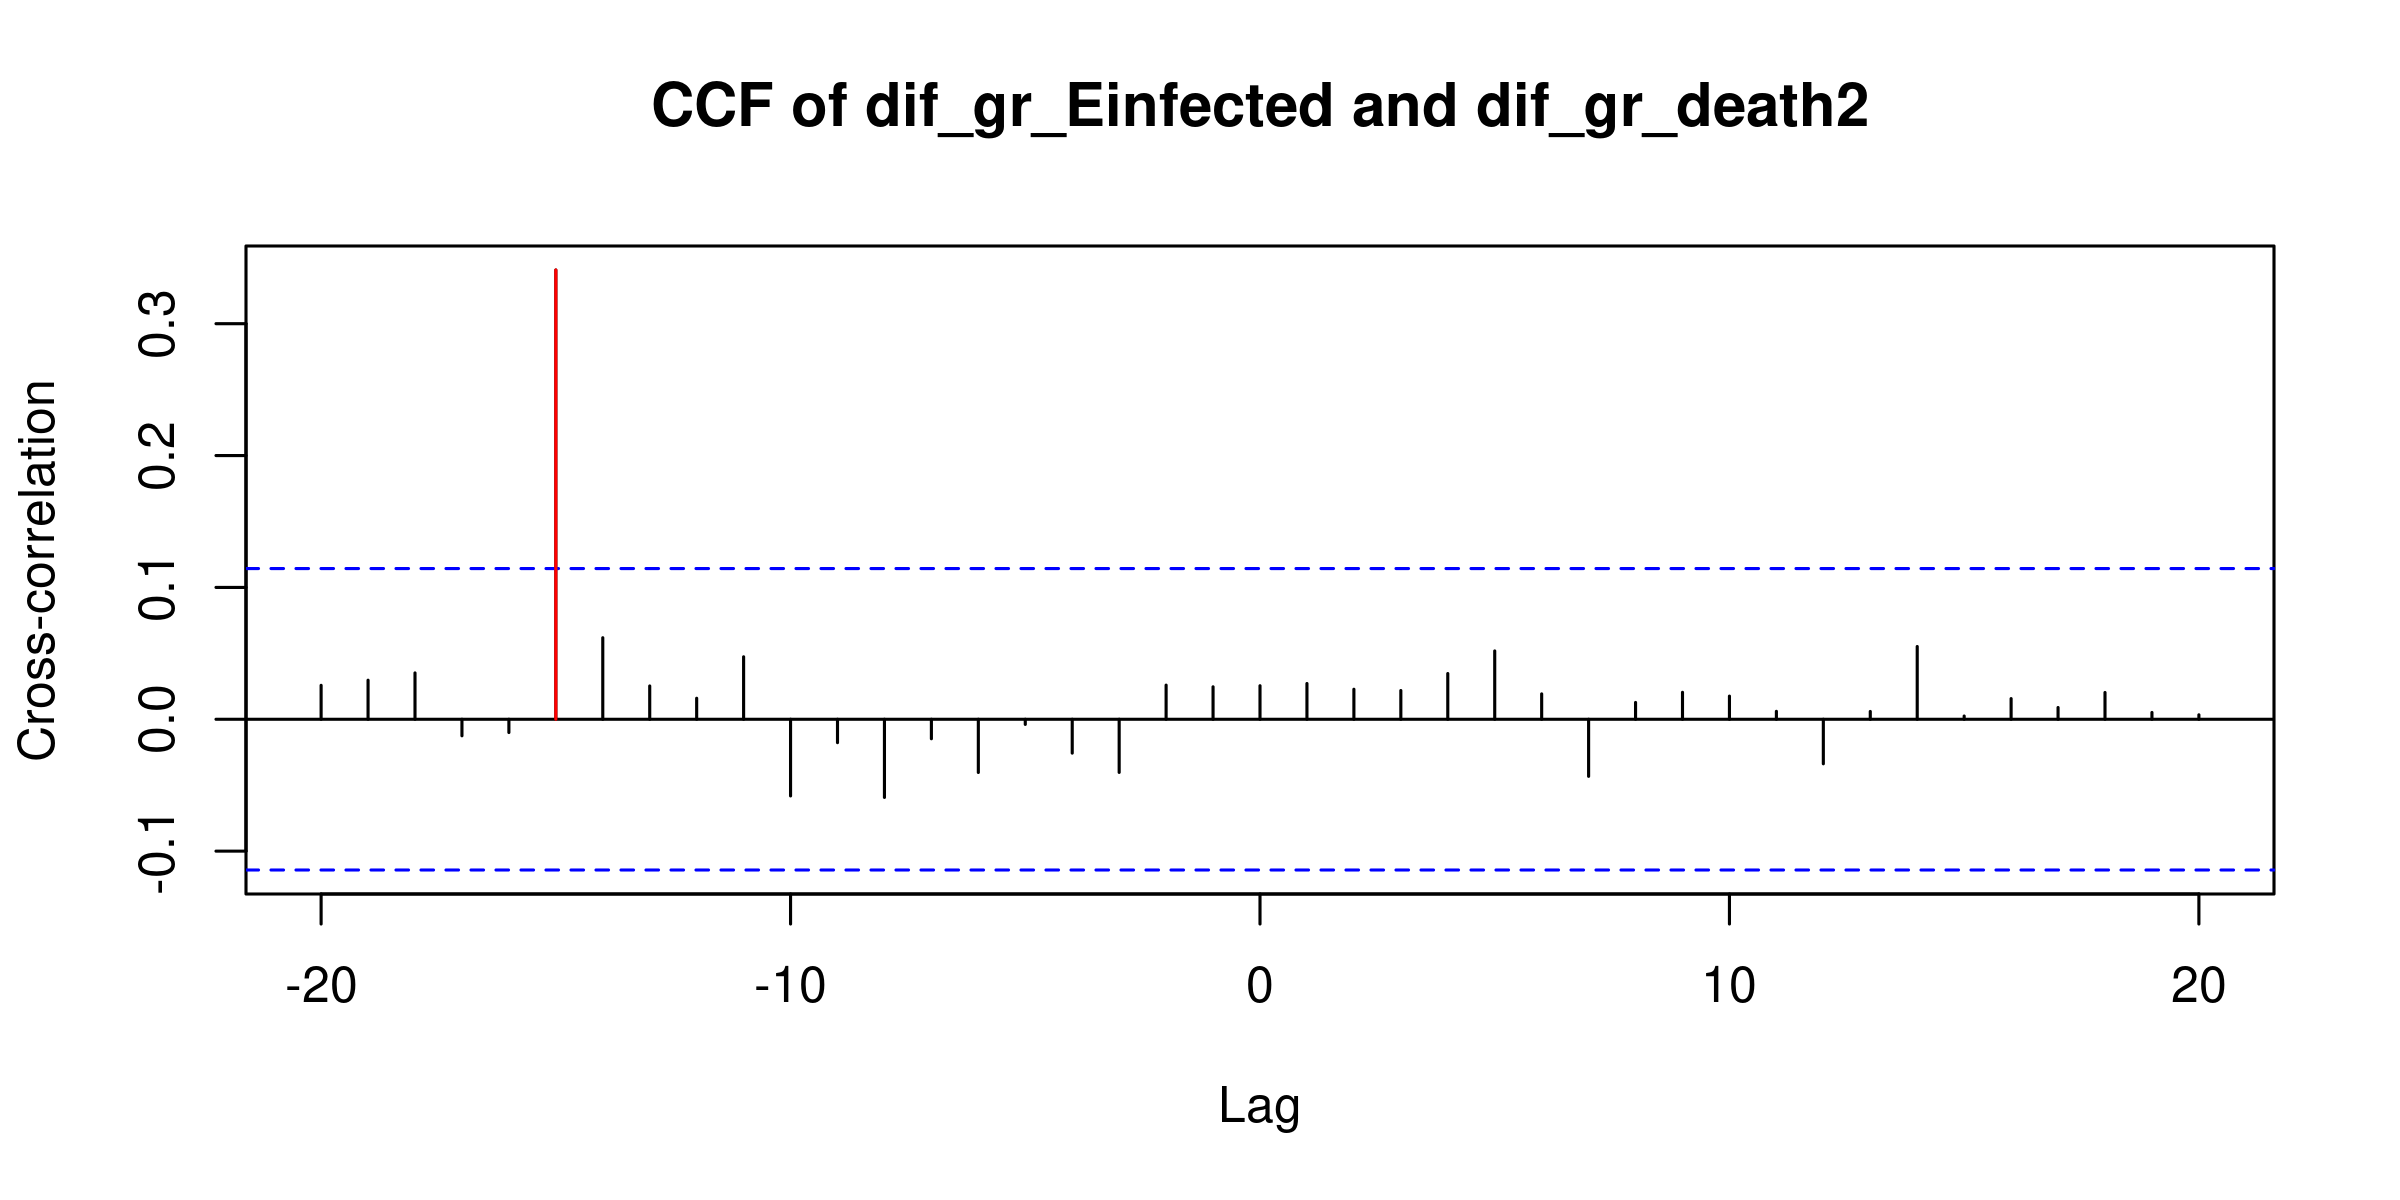 CCF of dif_gr_Einfected and dif_gr_death2
Cross-correlation
0.3
0.2
0.1
0.0
-0.1
-20 -10 0 10 20
Lag